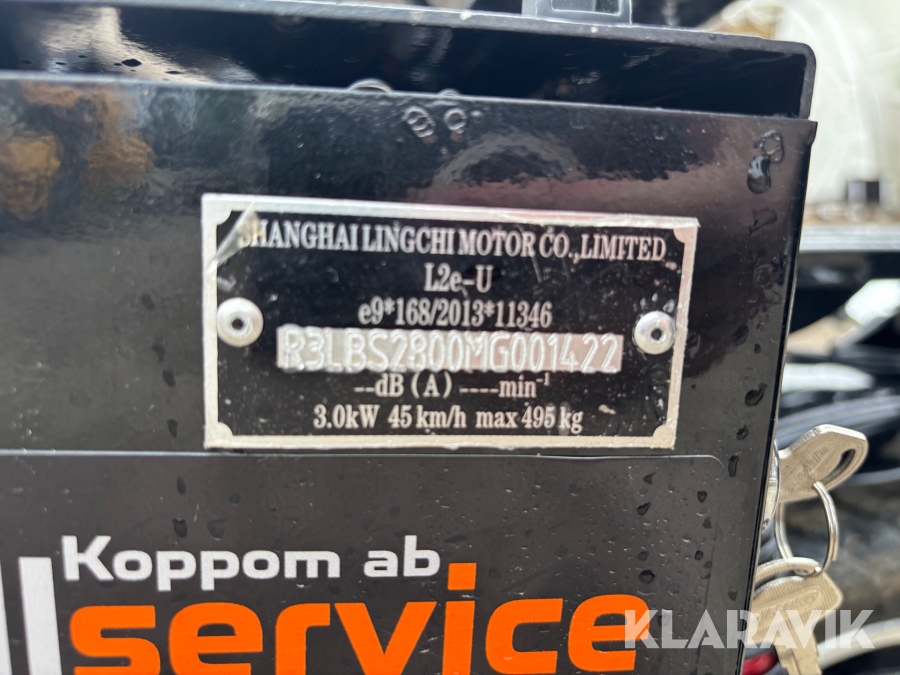 SHANGHAI LINGCHI MOTOR CO.,LIMITED
L2e-U
e9*168/2013*11346
R3LBS2800MG001422
--dB (A) ----min⁻¹
3.0kW 45 km/h max 495 kg
Koppom ab
service
KLARAVIK